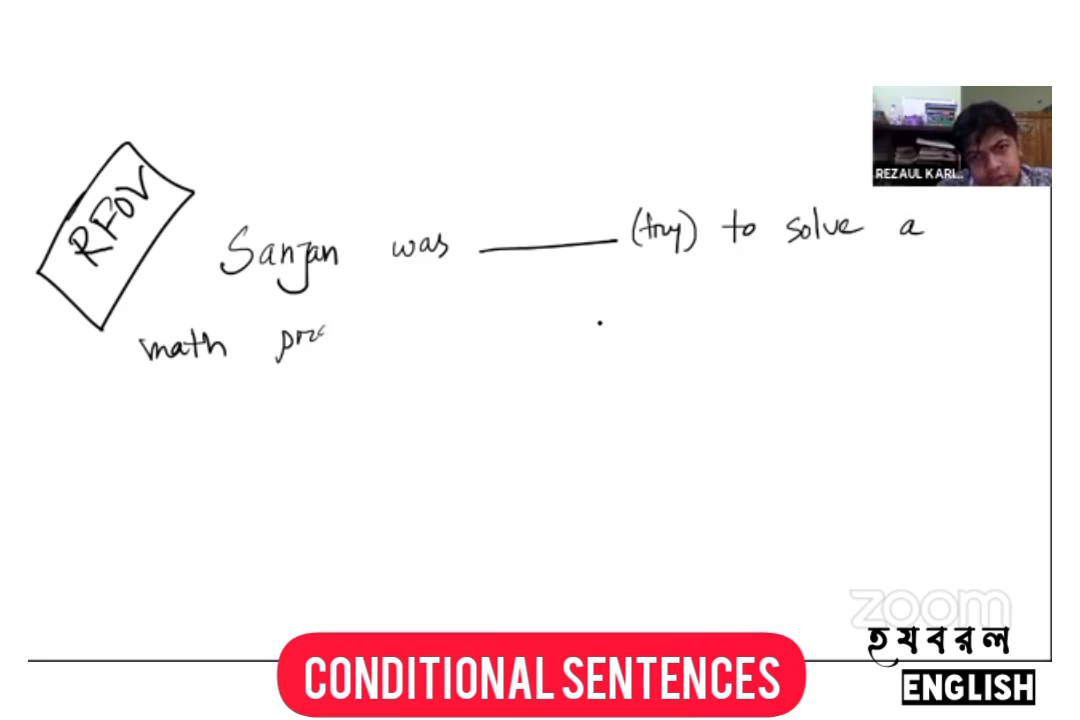 REZAUL KARI...
RFOV
Sanjan was ________ (try) to solve a
math
zoom
হযবরল
ENGLISH
CONDITIONAL SENTENCES